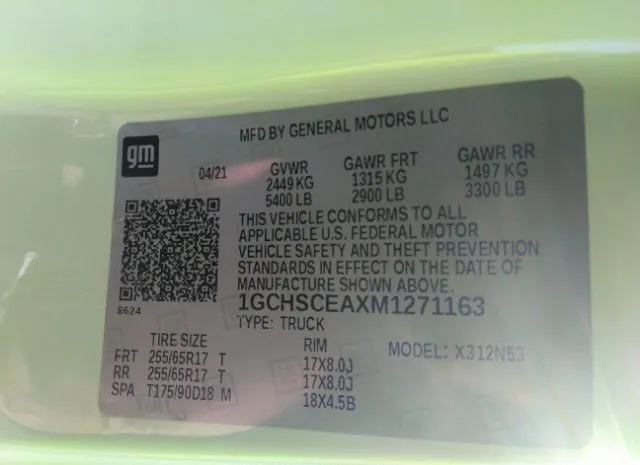 gm
MFD BY GENERAL MOTORS LLC
04/21 GVWR GAWR FRT GAWR RR
2449 KG 1315 KG 1497 KG
5400 LB 2900 LB 3300 LB
THIS VEHICLE CONFORMS TO ALL
APPLICABLE U.S. FEDERAL MOTOR
VEHICLE SAFETY AND THEFT PREVENTION
STANDARDS IN EFFECT ON THE DATE OF
MANUFACTURE SHOWN ABOVE.
8624
1GCHSCEAXM1271163
TYPE: TRUCK
TIRE SIZE RIM MODEL: X312N53
FRT 255/65R17 T 17X8.0J
RR 255/65R17 T 17X8.0J
SPA T175/90D18 M 18X4.5B